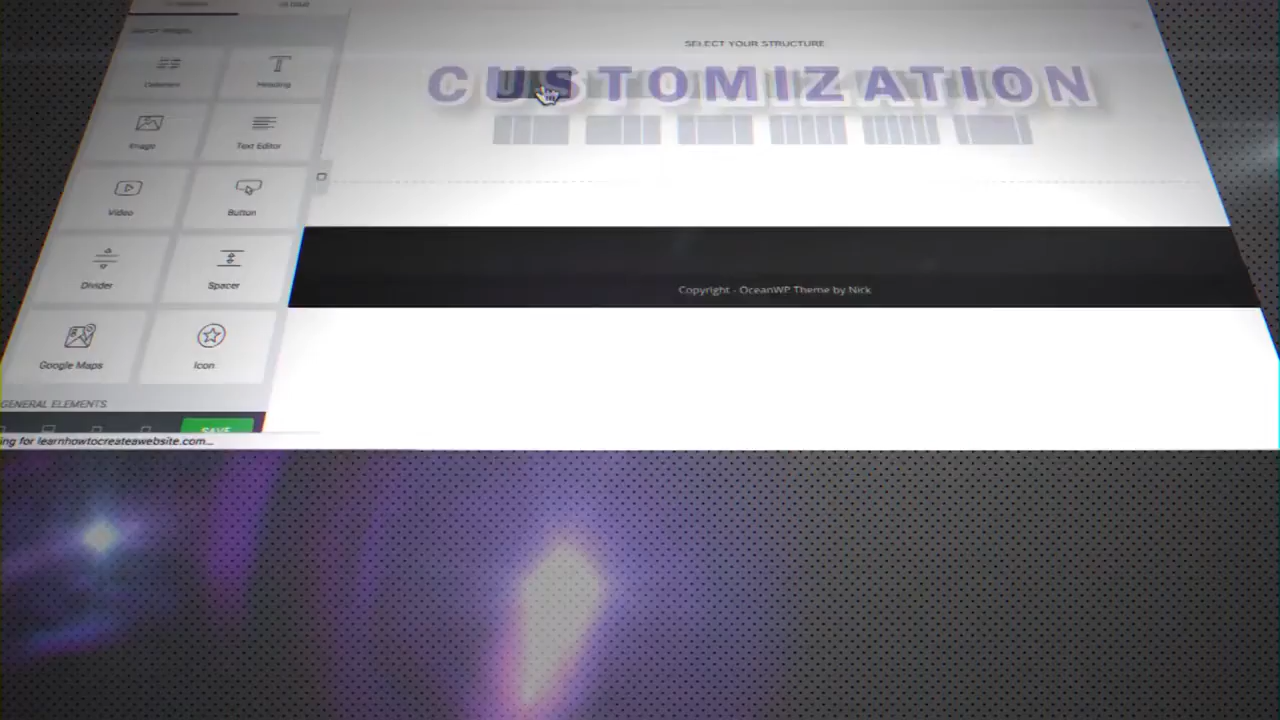 SELECT YOUR STRUCTURE
CUSTOMIZATION
Heading
Image
Text Editor
Video
Button
Divider
Spacer
Google Maps
Icon
GENERAL ELEMENTS
SAVE
ing for learnhowtocreateawebsite.com...
Copyright - OceanWP Theme by Nick